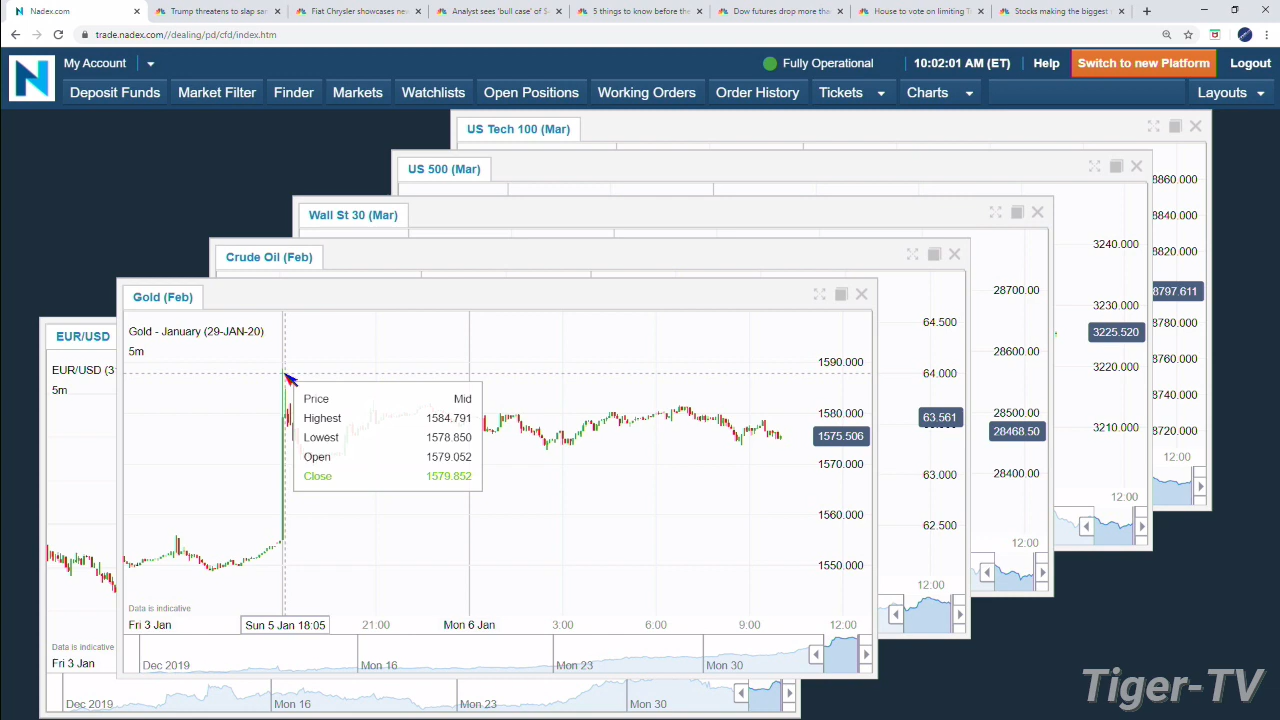 Nadex.com
Trump threatens to slap sar
Fiat Chrysler showcases ne
Analyst sees 'bull case' of $
5 things to know before the
Dow futures drop more tha
House to vote on limiting T
Stocks making the biggest
trade.nadex.com/dealing/pd/cfd/index.htm
N
My Account
Fully Operational
10:02:01 AM (ET)
Help
Switch to new Platform
Logout
Deposit Funds
Market Filter
Finder
Markets
Watchlists
Open Positions
Working Orders
Order History
Tickets
Charts
Layouts
US Tech 100 (Mar)
8860.000
8840.000
8820.000
8797.611
8780.000
8760.000
8740.000
8720.000
12:00
US 500 (Mar)
3240.000
3230.000
3225.520
3220.000
3210.000
12:00
Wall St 30 (Mar)
28700.00
28600.00
28500.00
28468.50
28400.00
12:00
Crude Oil (Feb)
64.500
64.000
63.561
63.000
62.500
12:00
Gold (Feb)
Gold - January (29-JAN-20)
5m
1590.000
1580.000
1575.506
1570.000
1560.000
1550.000
Price Mid
Highest 1584.791
Lowest 1578.850
Open 1579.052
Close 1579.852
Data is indicative
Fri 3 Jan
Sun 5 Jan 18:05
21:00
Mon 6 Jan
3:00
6:00
9:00
12:00
Dec 2019
Mon 16
Mon 23
Mon 30
EUR/USD
EUR/USD (3
5m
Data is indicative
Fri 3 Jan
Dec 2019
Mon 16
Mon 23
Mon 30
Tiger-TV